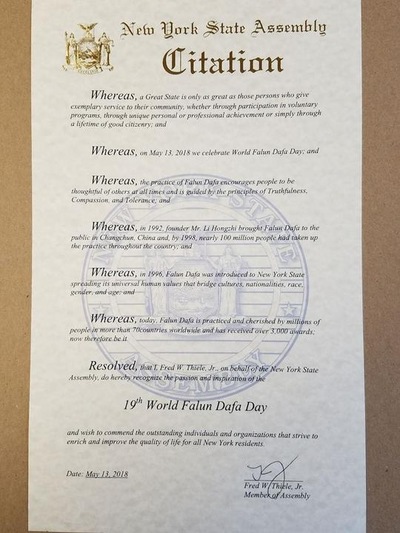 New York State Assembly
Citation
Whereas, a Great State is only as great as those persons who give
exemplary service to their community, whether through participation in voluntary
programs, through unique personal or professional achievement or simply through
a lifetime of good citizenry; and
Whereas, on May 13, 2018 we celebrate World Falun Dafa Day; and
Whereas, the practice of Falun Dafa encourages people to be
thoughtful of others at all times and is guided by the principles of Truthfulness,
Compassion, and Tolerance; and
Whereas, in 1992, founder Mr. Li Hongzhi brought Falun Dafa to the
public in Changchun, China and, by 1998, nearly 100 million people had taken up
the practice throughout the country; and
Whereas, in 1996, Falun Dafa was introduced to New York State
spreading its universal human values that bridge cultures, nationalities, race,
gender, and age; and
Whereas, today, Falun Dafa is practiced and cherished by millions of
people in more than 70countries worldwide and has received over 3,000 awards;
now therefore be it
Resolved, that I, Fred W. Thiele, Jr., on behalf of the New York State
Assembly, do hereby recognize the passion and inspiration of the
19th World Falun Dafa Day
and wish to commend the outstanding individuals and organizations that strive to
enrich and improve the quality of life for all New York residents.
Date: May 13, 2018
Fred W. Thiele, Jr.
Member of Assembly
NEW YORK STATE
ASSEMBLY